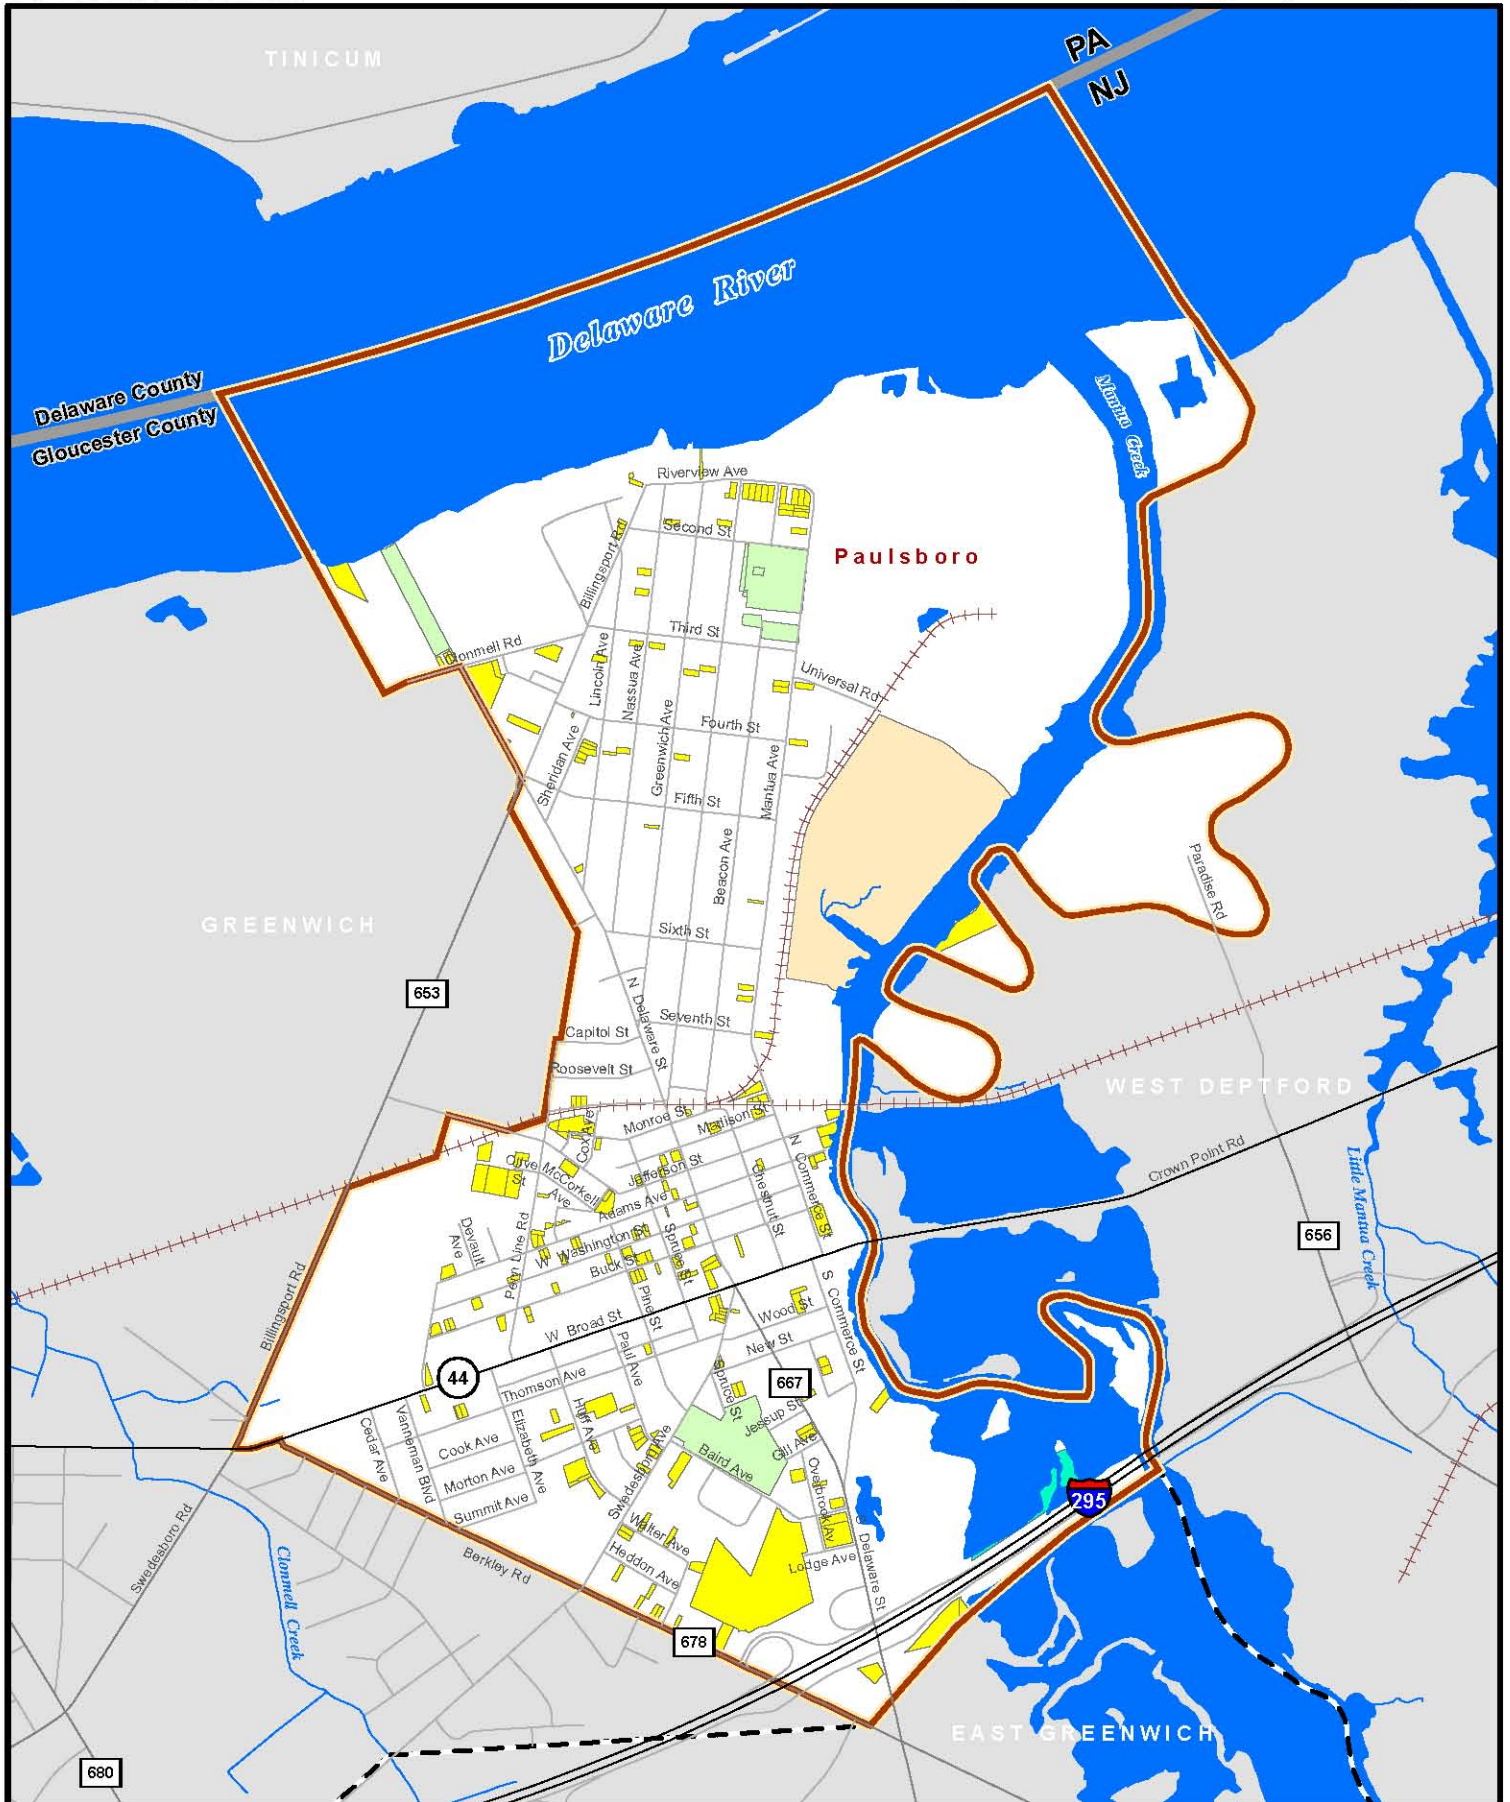 TINICUM
PA
NJ
Delaware River
Delaware County
Gloucester County
Mantua Creek
Riverview Ave
Second St
Billingsport Rd
Paulsboro
Third St
Clonmell Rd
Lincoln Ave
Nassua Ave
Universal Rd
Greenwich Ave
Fourth St
Sheridan Ave
Mantua Ave
Fifth St
Beacon Ave
Paradise Rd
GREENWICH
Sixth St
653
N Delaware St
Seventh St
Capitol St
Roosevelt St
WEST DEPTFORD
Monroe St
Madison St
Cox Ave
N Commerce St
Crown Point Rd
Olive St
McCorkell Ave
Jefferson St
Chestnut St
Little Mantua Creek
Adams Ave
Devault Ave
Penn Line Rd
W Washington St
Spruce St
656
Buck St
Billingsport Rd
Pine St
S Commerce St
Wood St
W Broad St
New St
Paul Ave
44
Thomson Ave
Spruce St
667
Huff Ave
Jessup St
Cedar Ave
Vanneman Blvd
Elizabeth Ave
Cook Ave
Swedesboro Ave
Baird Ave
Gill Ave
Morton Ave
Overbrook Av
295
Summit Ave
Walter Ave
S Delaware St
Swedesboro Rd
Berkley Rd
Heddon Ave
Lodge Ave
Clonmell Creek
678
EAST GREENWICH
680